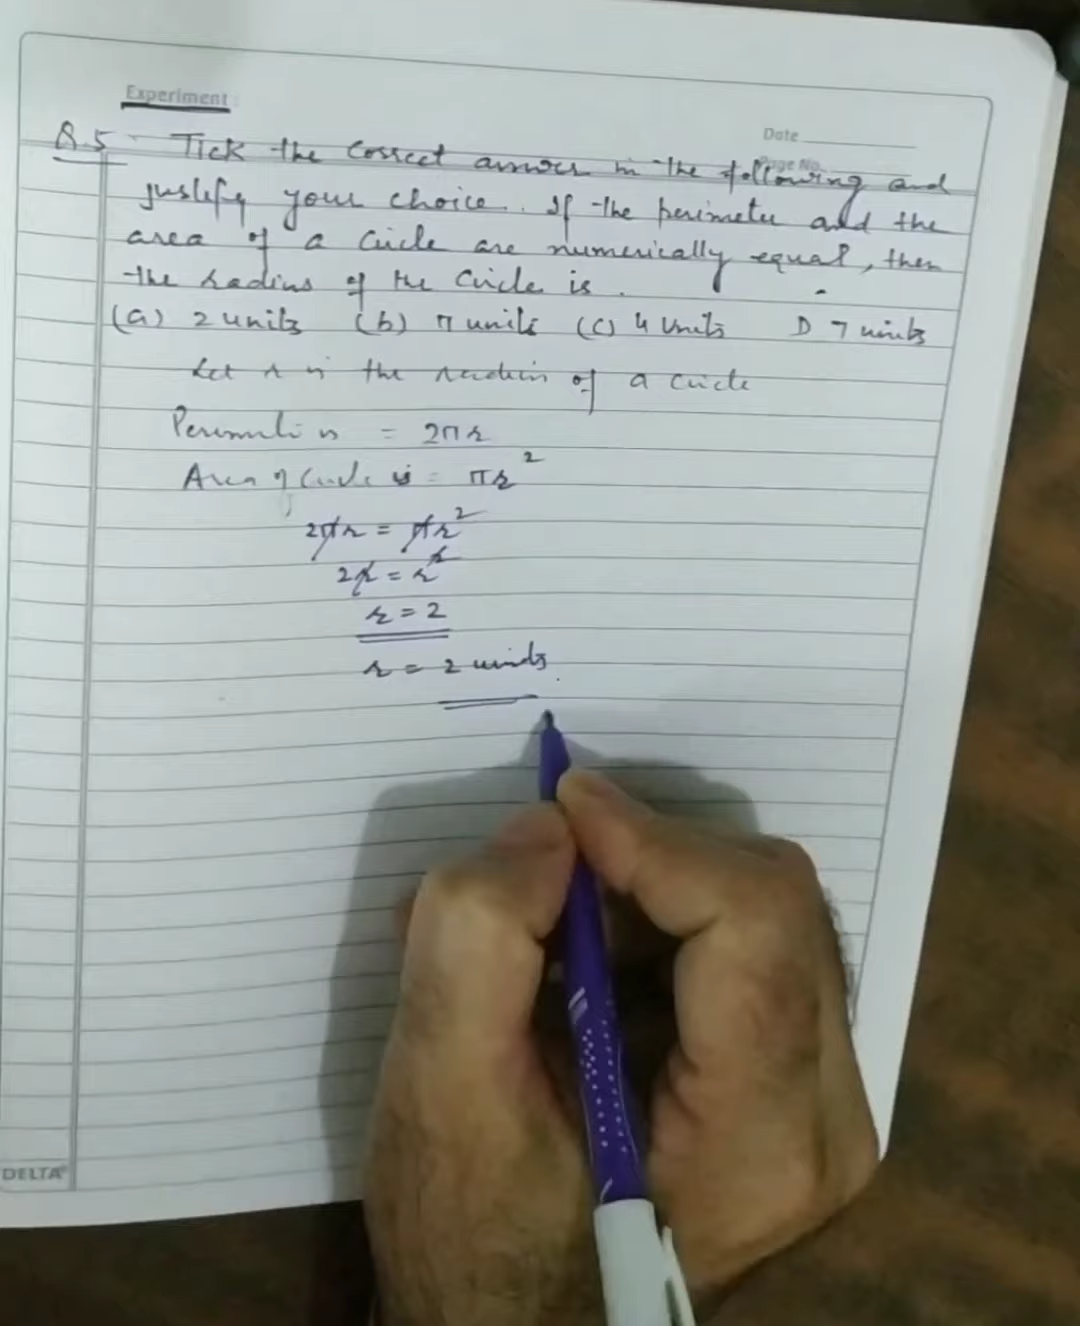 Experiment:
Date
Page No.
Q.5 Tick the correct answer in the following and
justify your choice. If the perimeter and the
area of a circle are numerically equal, then
the radius of the circle is.
(a) 2 units (b) π units (c) 4 units D 7 units
Let r is the radius of a circle
Perimeter is = 2πr
Area of Circle is = πr²
2πr = πr²
2r = r²
r = 2
r = 2 units.
DELTA®